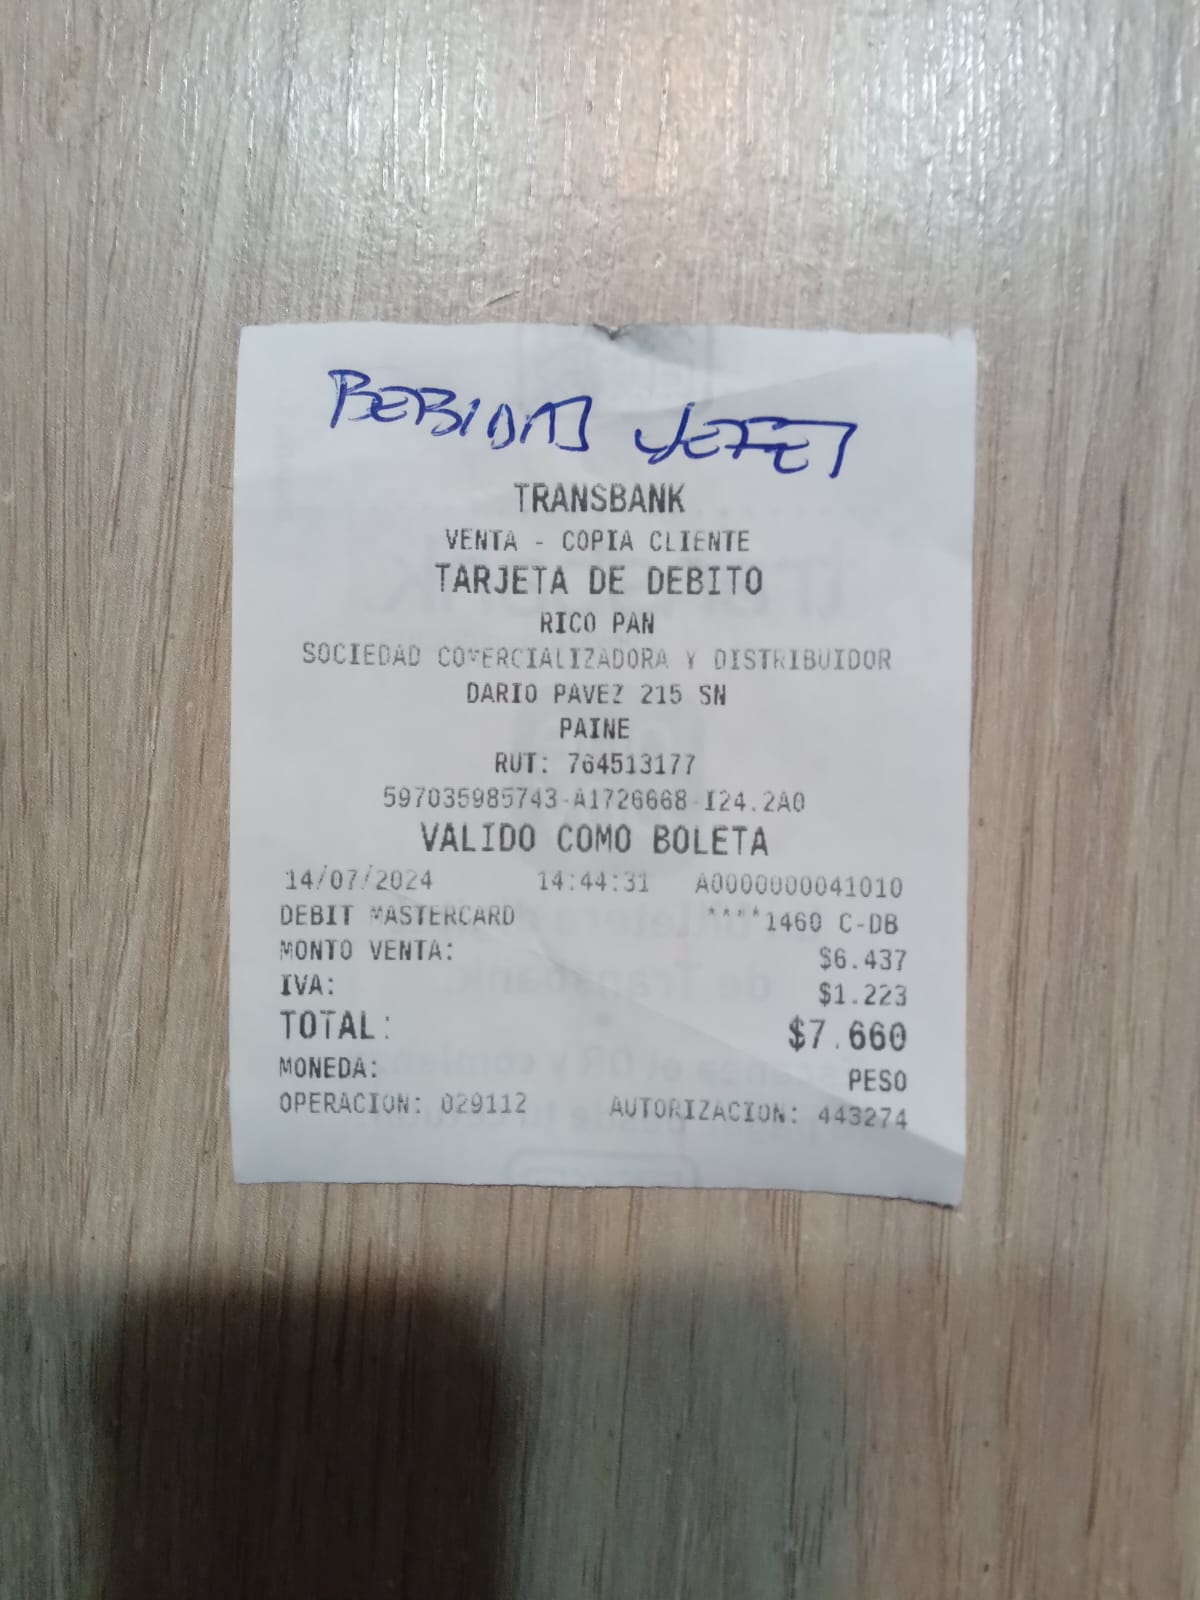 BEBIDAS JEFES
TRANSBANK
VENTA - COPIA CLIENTE
TARJETA DE DEBITO
RICO PAN
SOCIEDAD COMERCIALIZADORA Y DISTRIBUIDOR
DARIO PAVEZ 215 SN
PAINE
RUT: 764513177
597035985743-A1726668-I24.2A0
VALIDO COMO BOLETA
14/07/2024 14:44:31 A0000000041010
DEBIT MASTERCARD ****1460 C-DB
MONTO VENTA: $6.437
IVA: $1.223
TOTAL: $7.660
MONEDA: PESO
OPERACION: 029112 AUTORIZACION: 443274